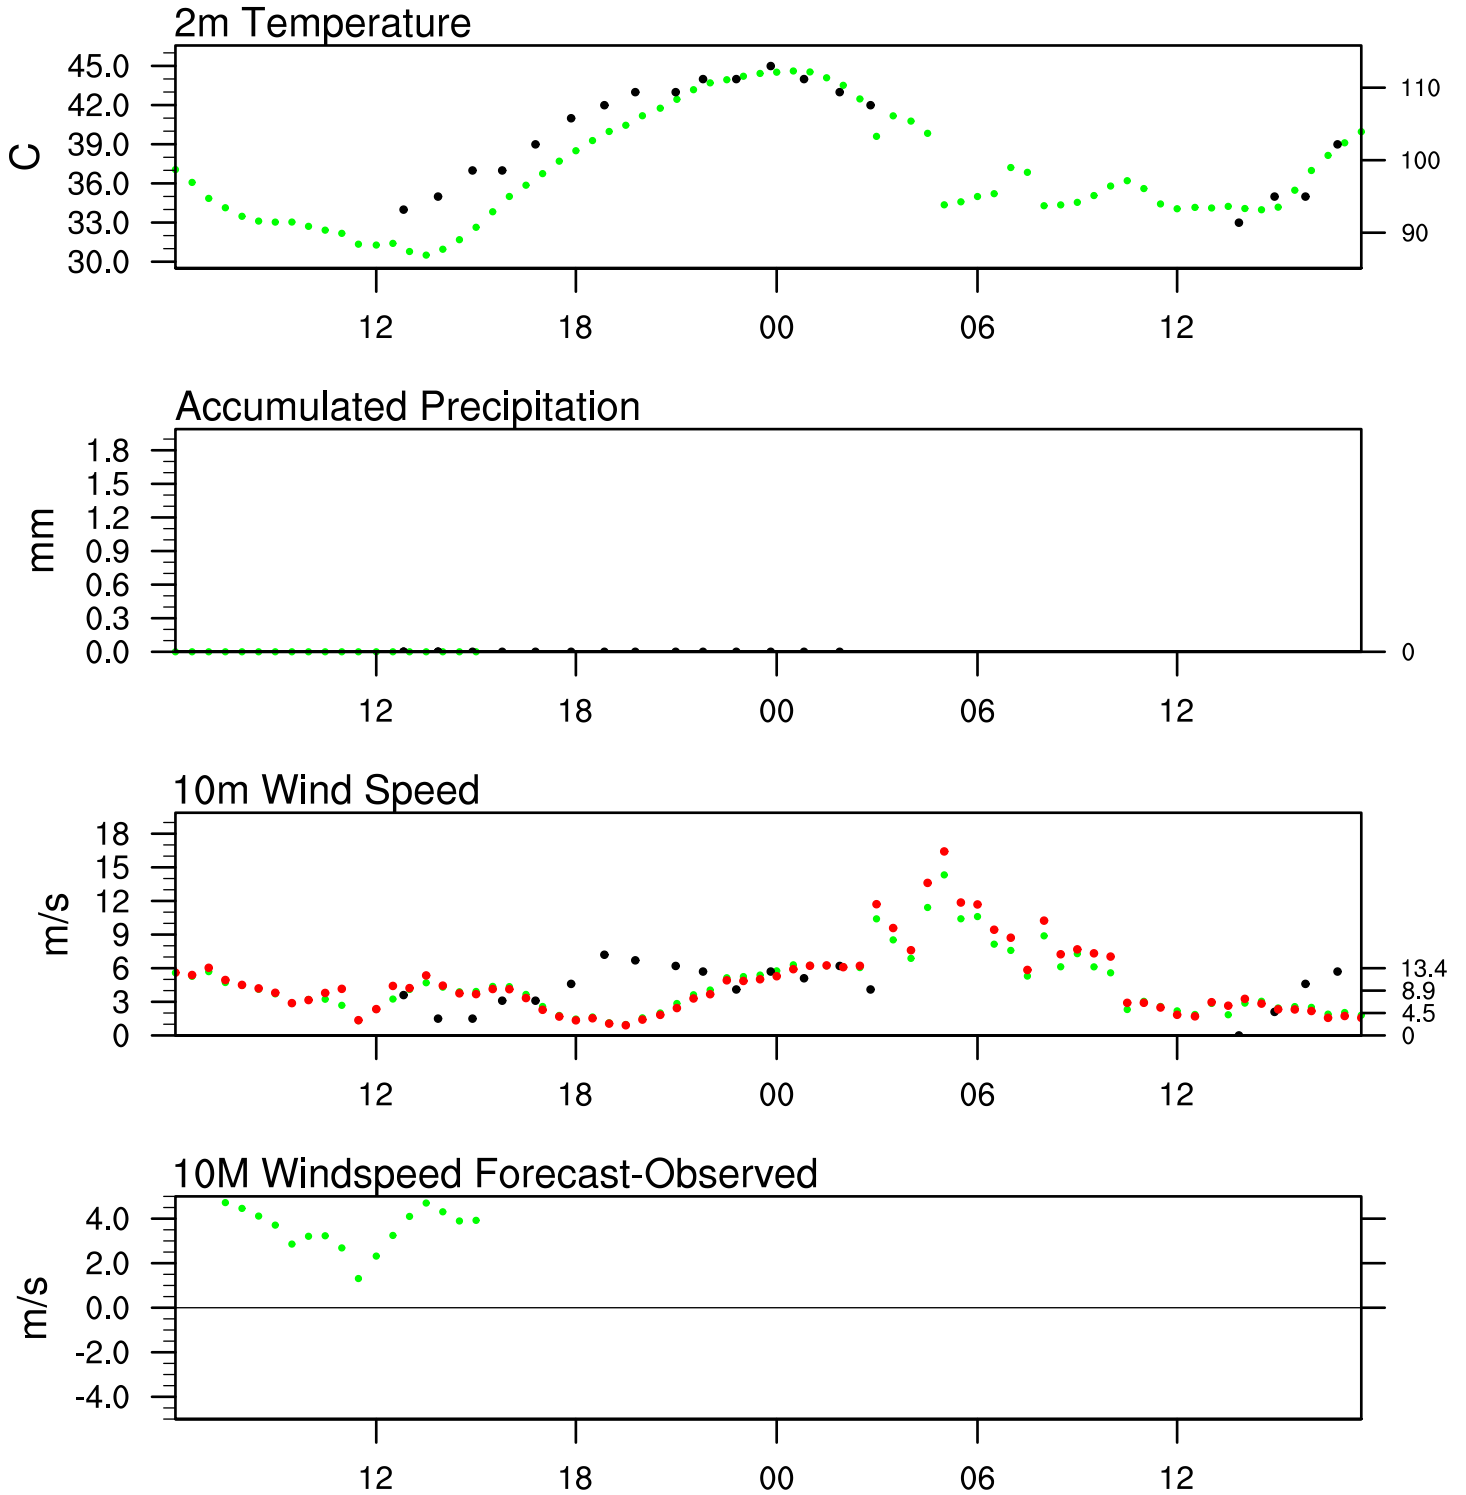 2m Temperature
45.0
42.0
39.0
36.0
33.0
30.0
C
110
100
90
12 18 00 06 12
Accumulated Precipitation
1.8
1.5
1.2
0.9
0.6
0.3
0.0
mm
0
12 18 00 06 12
10m Wind Speed
18
15
12
9
6
3
0
m/s
13.4
8.9
4.5
0
12 18 00 06 12
10M Windspeed Forecast-Observed
4.0
2.0
0.0
-2.0
-4.0
m/s
12 18 00 06 12